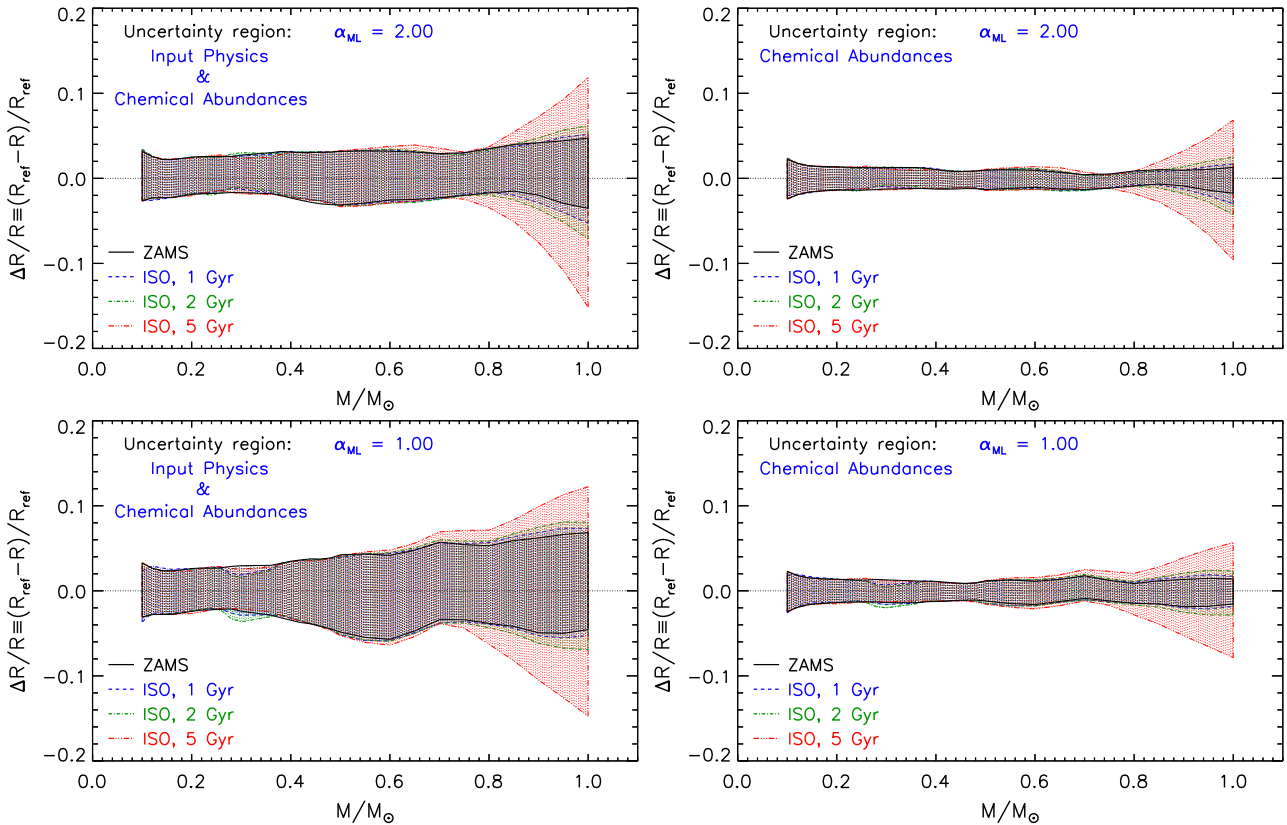 Uncertainty region: α_ML = 2.00
Input Physics
&
Chemical Abundances
ΔR/R≡(R_ref−R)/R_ref
0.2
0.1
0.0
−0.1
−0.2
ZAMS
ISO, 1 Gyr
ISO, 2 Gyr
ISO, 5 Gyr
0.0 0.2 0.4 0.6 0.8 1.0
M/M_⊙
Uncertainty region: α_ML = 2.00
Chemical Abundances
ΔR/R≡(R_ref−R)/R_ref
0.2
0.1
0.0
−0.1
−0.2
ZAMS
ISO, 1 Gyr
ISO, 2 Gyr
ISO, 5 Gyr
0.0 0.2 0.4 0.6 0.8 1.0
M/M_⊙
Uncertainty region: α_ML = 1.00
Input Physics
&
Chemical Abundances
ΔR/R≡(R_ref−R)/R_ref
0.2
0.1
0.0
−0.1
−0.2
ZAMS
ISO, 1 Gyr
ISO, 2 Gyr
ISO, 5 Gyr
0.0 0.2 0.4 0.6 0.8 1.0
M/M_⊙
Uncertainty region: α_ML = 1.00
Chemical Abundances
ΔR/R≡(R_ref−R)/R_ref
0.2
0.1
0.0
−0.1
−0.2
ZAMS
ISO, 1 Gyr
ISO, 2 Gyr
ISO, 5 Gyr
0.0 0.2 0.4 0.6 0.8 1.0
M/M_⊙